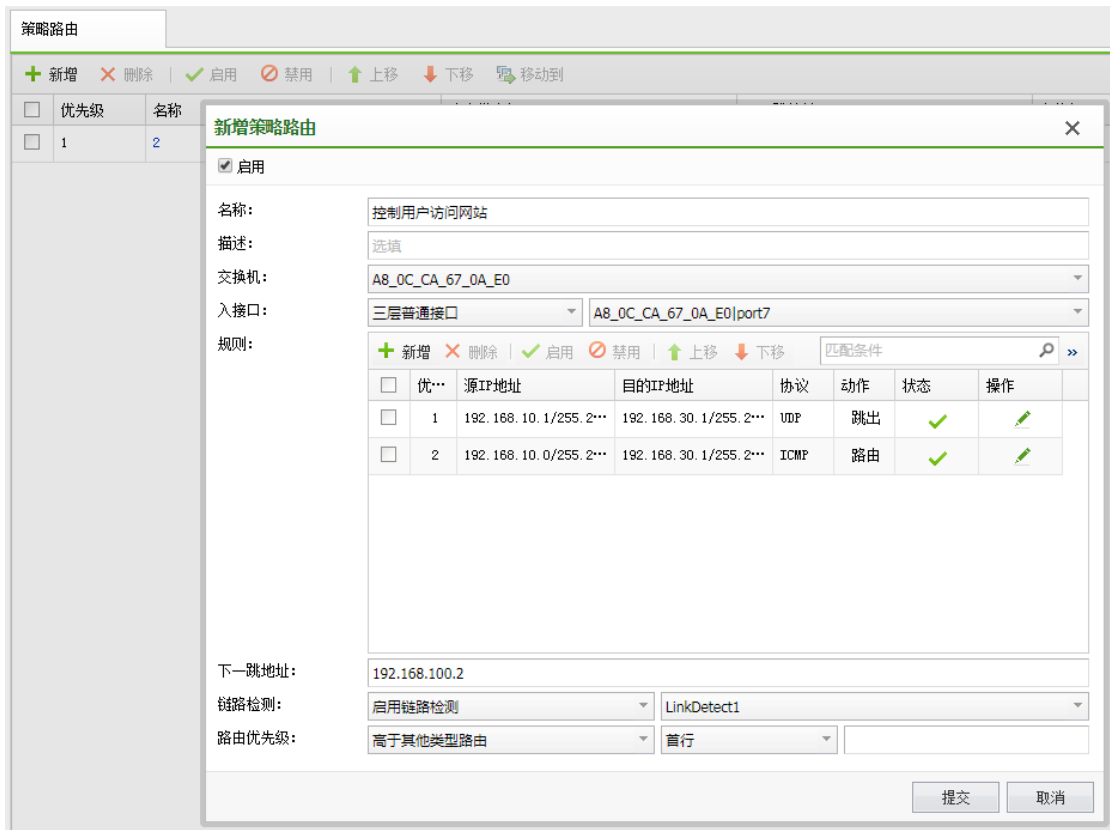 策略路由
新增 删除 启用 禁用 上移 下移 移动到
优先级 名称
1 2
新增策略路由
启用
名称: 控制用户访问网站
描述: 选填
交换机: A8_0C_CA_67_0A_E0
入接口: 三层普通接口 A8_0C_CA_67_0A_E0|port7
规则: 新增 删除 启用 禁用 上移 下移 匹配条件 »
优… 源IP地址 目的IP地址 协议 动作 状态 操作
1 192.168.10.1/255.2… 192.168.30.1/255.2… UDP 跳出
2 192.168.10.0/255.2… 192.168.30.1/255.2… ICMP 路由
下一跳地址: 192.168.100.2
链路检测: 启用链路检测 LinkDetect1
路由优先级: 高于其他类型路由 首行
提交 取消